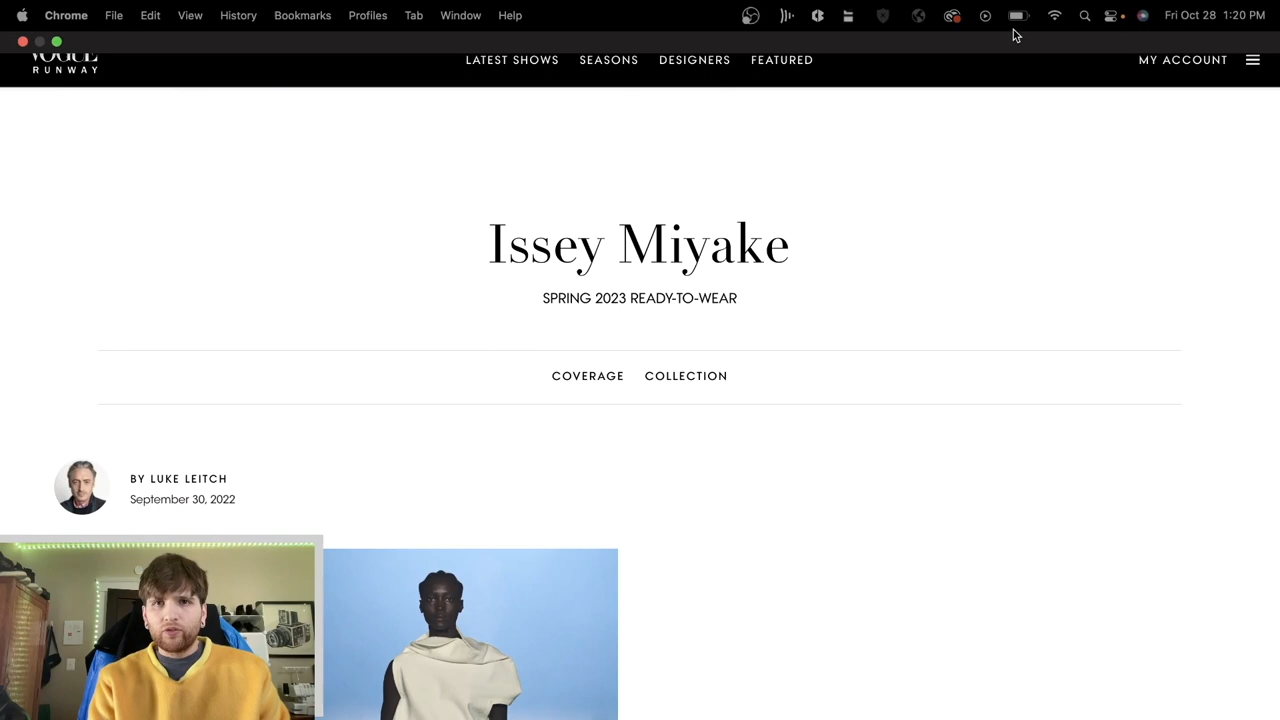 Chrome File Edit View History Bookmarks Profiles Tab Window Help Fri Oct 28 1:20 PM
VOGUE
RUNWAY
LATEST SHOWS SEASONS DESIGNERS FEATURED MY ACCOUNT
Issey Miyake
SPRING 2023 READY-TO-WEAR
COVERAGE COLLECTION
BY LUKE LEITCH
September 30, 2022